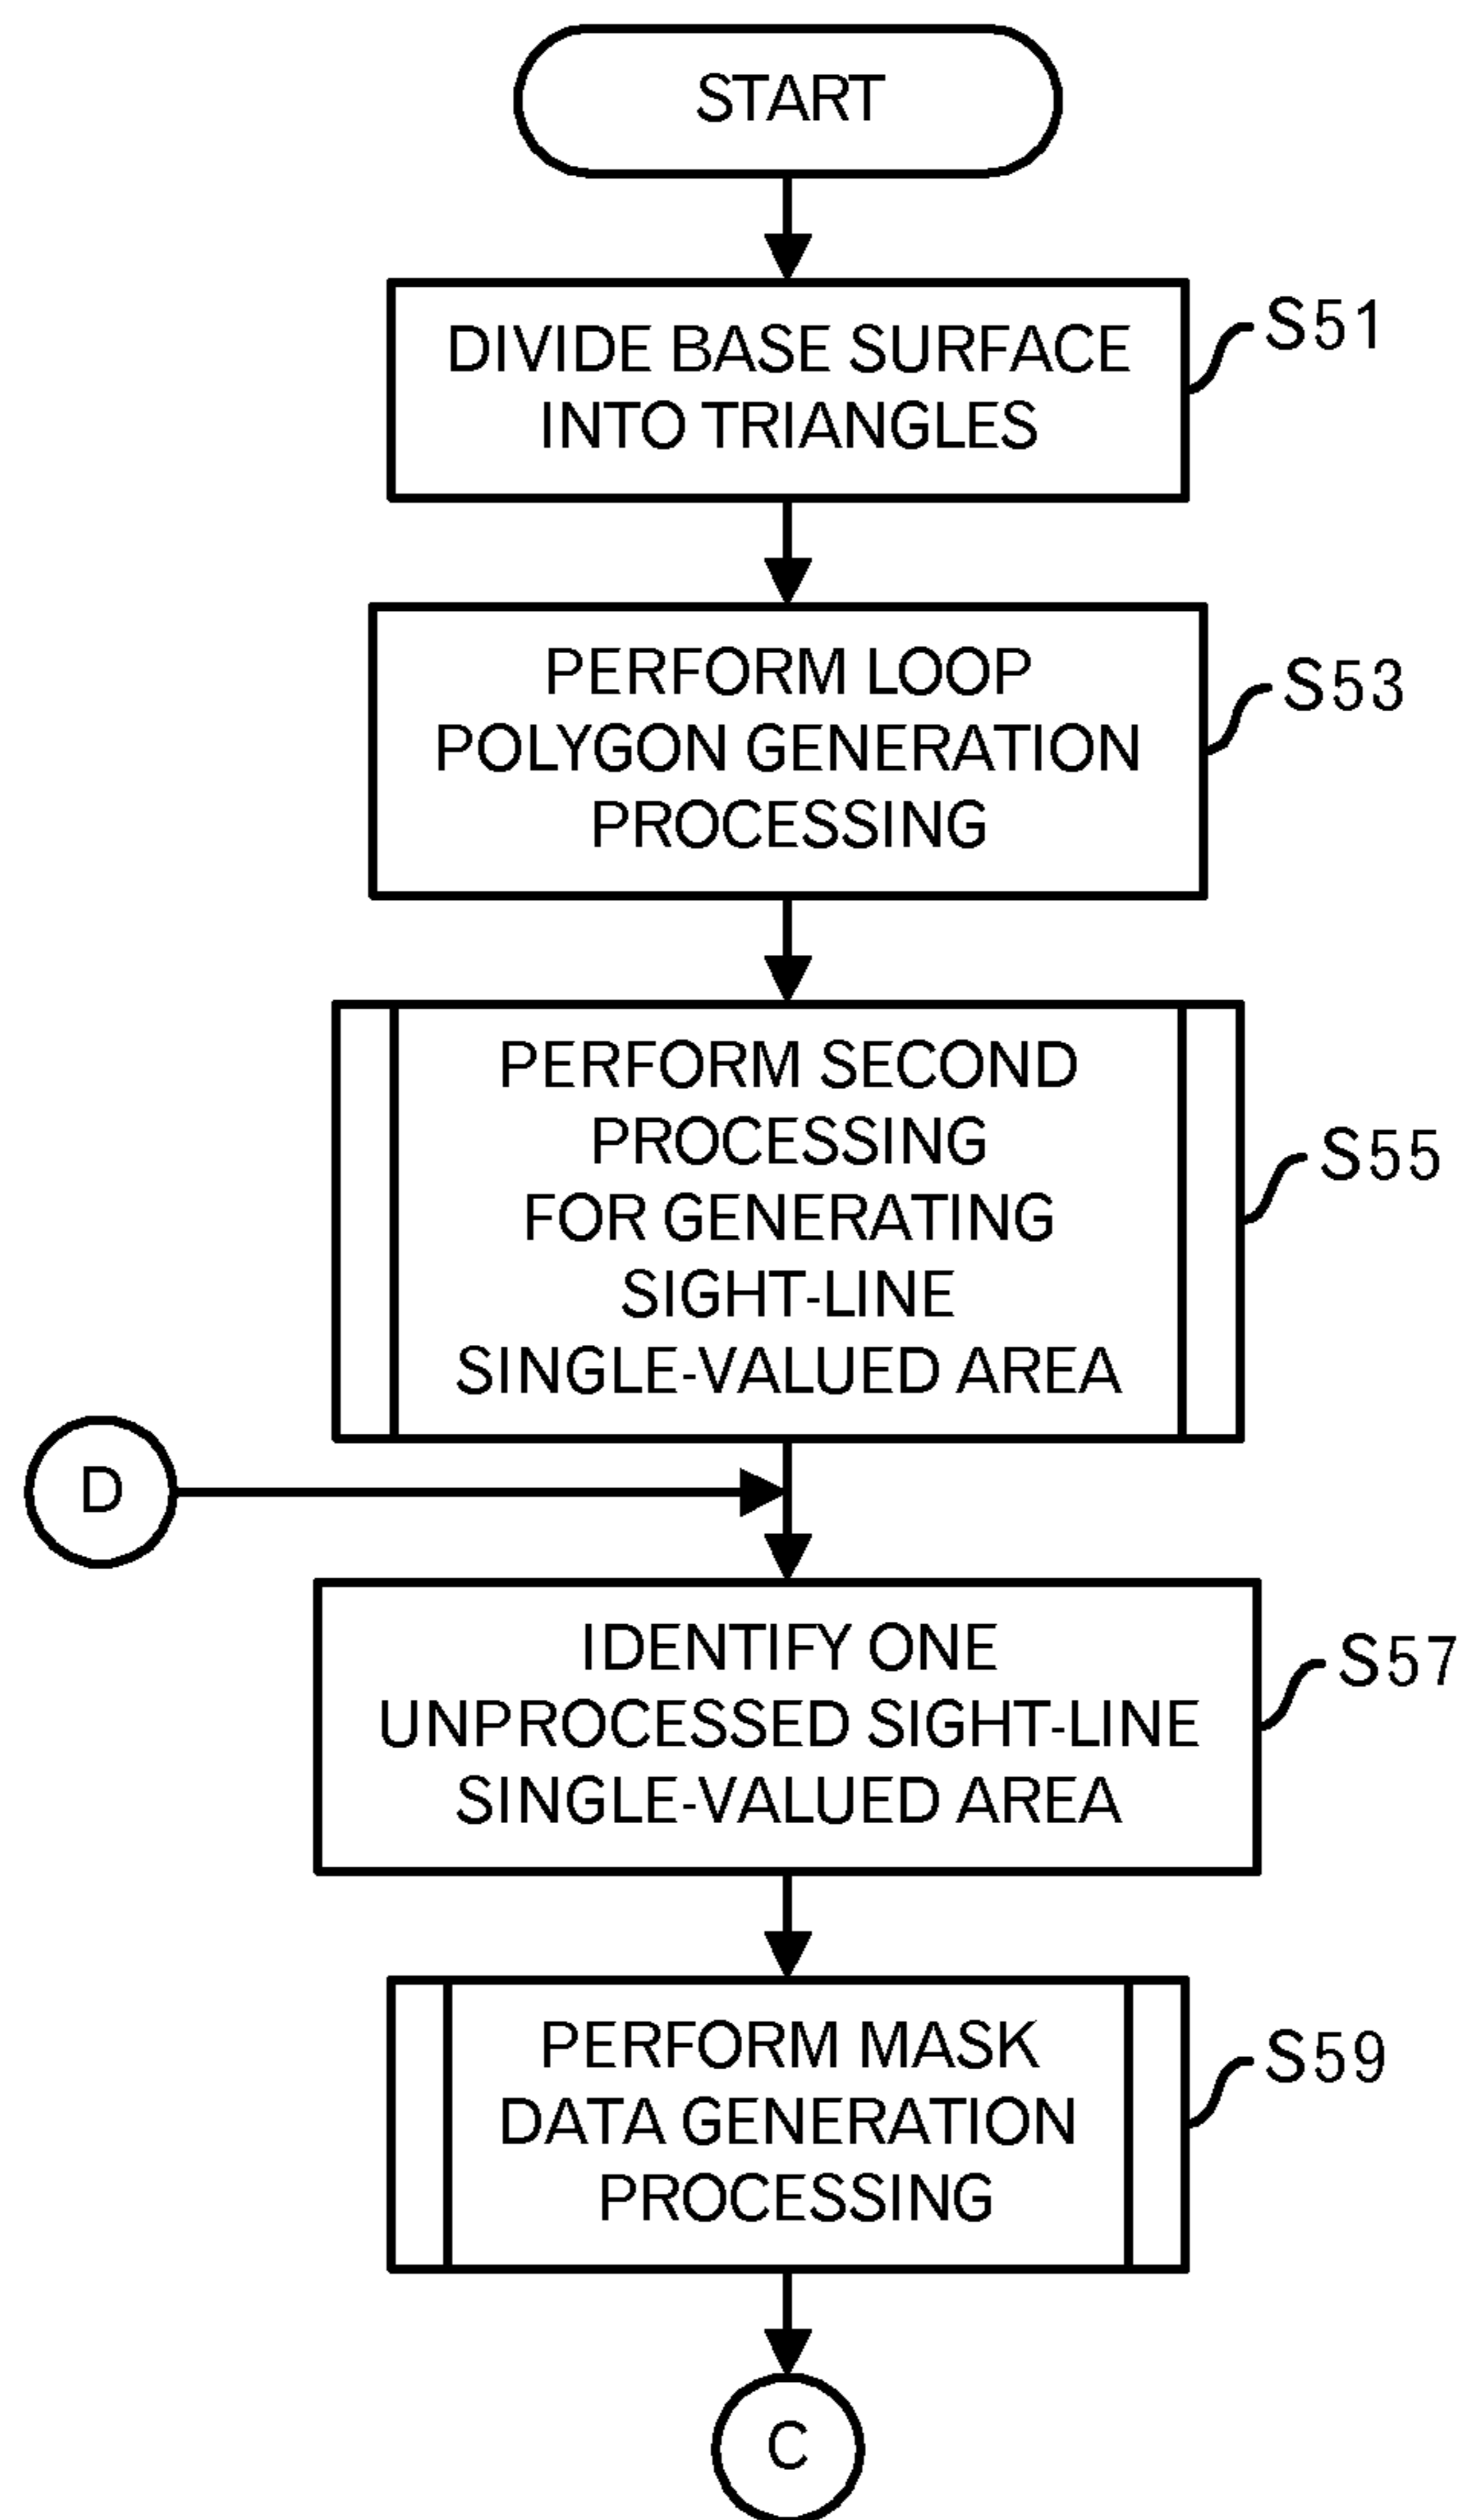 START
DIVIDE BASE SURFACE
INTO TRIANGLES
S51
PERFORM LOOP
POLYGON GENERATION
PROCESSING
S53
PERFORM SECOND
PROCESSING
FOR GENERATING
SIGHT-LINE
SINGLE-VALUED AREA
S55
D
IDENTIFY ONE
UNPROCESSED SIGHT-LINE
SINGLE-VALUED AREA
S57
PERFORM MASK
DATA GENERATION
PROCESSING
S59
C